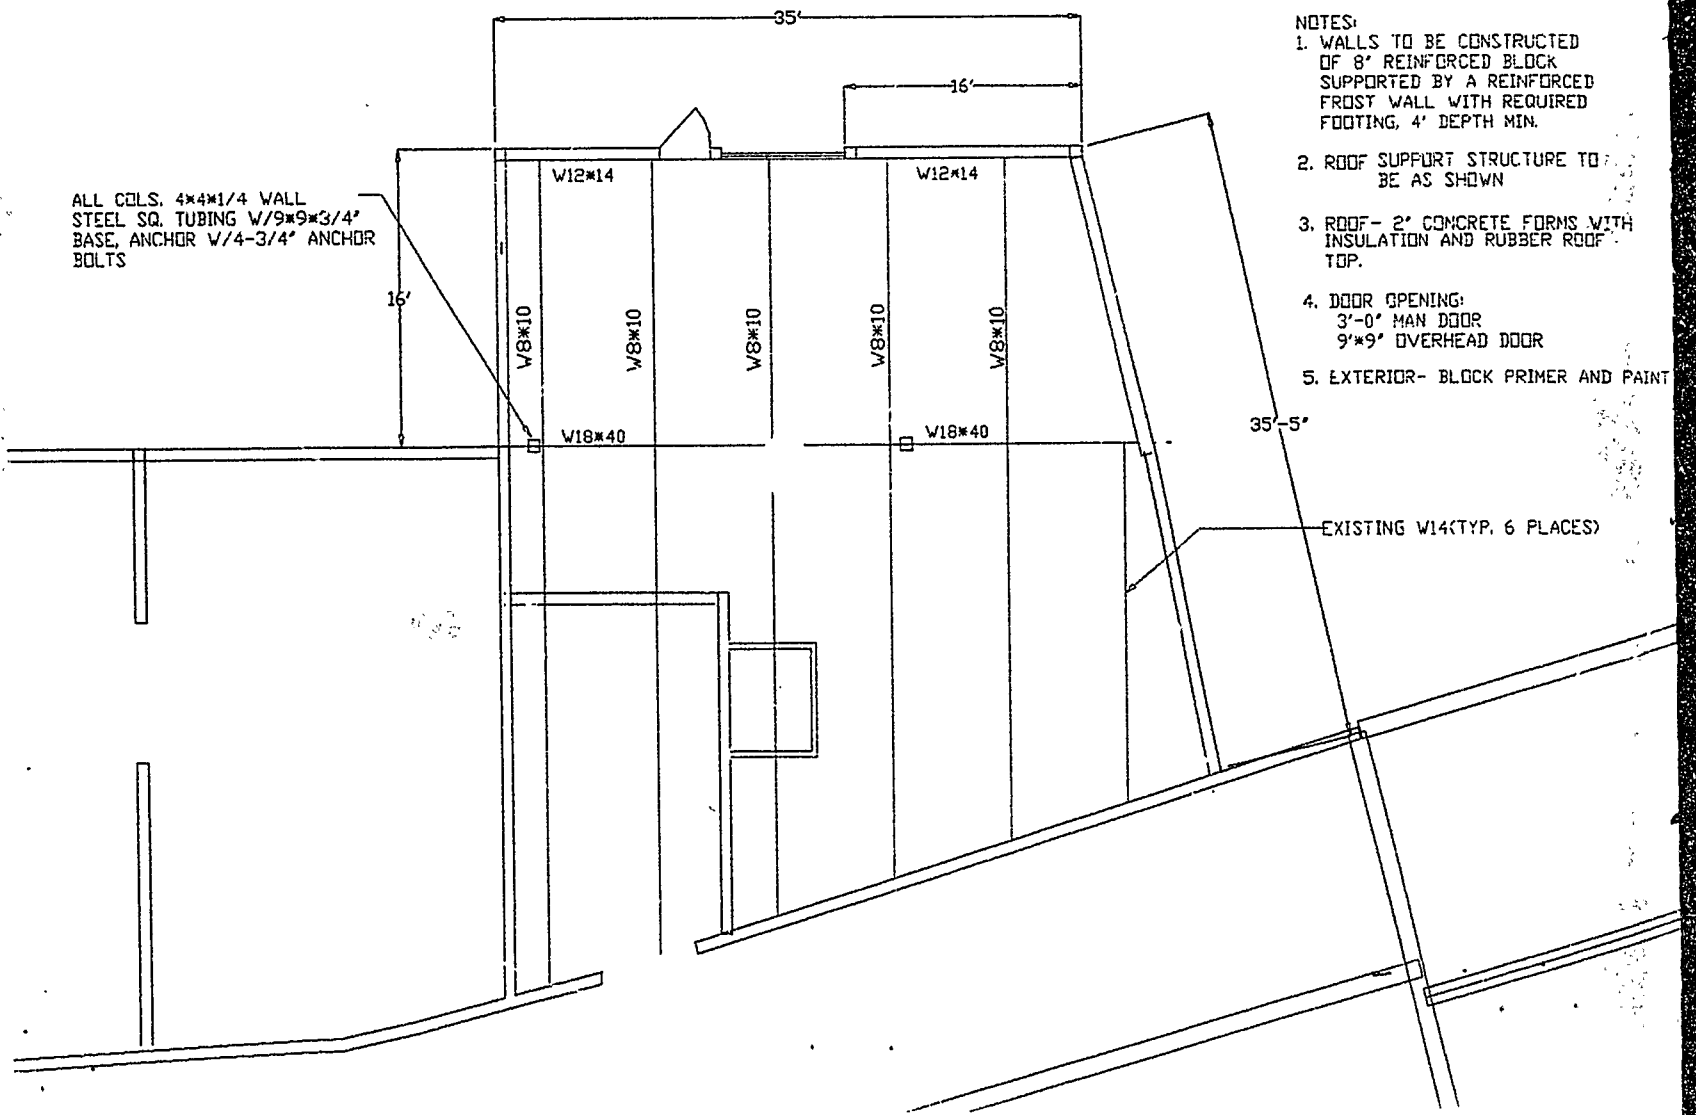 35'
16'
NOTES:
1. WALLS TO BE CONSTRUCTED
OF 8" REINFORCED BLOCK
SUPPORTED BY A REINFORCED
FROST WALL WITH REQUIRED
FOOTING, 4' DEPTH MIN.
2. ROOF SUPPORT STRUCTURE TO
BE AS SHOWN
3. ROOF- 2" CONCRETE FORMS WITH
INSULATION AND RUBBER ROOF
TOP.
4. DOOR OPENING:
3'-0" MAN DOOR
9'*9' OVERHEAD DOOR
5. EXTERIOR- BLOCK PRIMER AND PAINT
ALL COLS. 4*4*1/4 WALL
STEEL SQ. TUBING W/9*9*3/4"
BASE, ANCHOR W/4-3/4" ANCHOR
BOLTS
W12*14
W12*14
16'
W8*10
W8*10
W8*10
W8*10
W8*10
W18*40
W18*40
35'-5"
EXISTING W14(TYP. 6 PLACES)